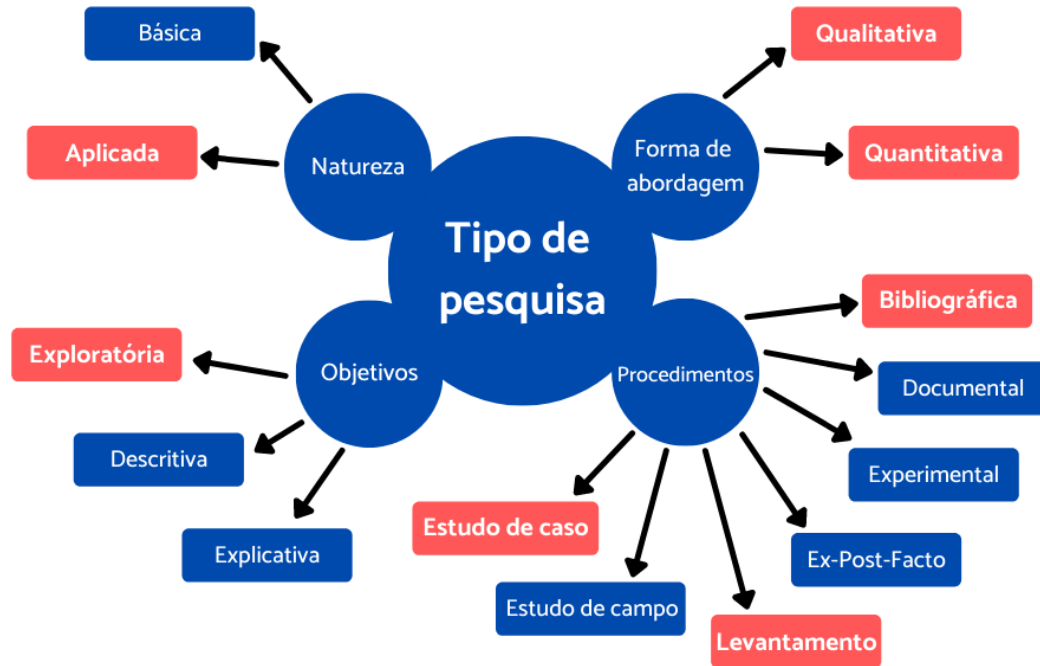 Básica
Qualitativa
Aplicada
Natureza
Forma de
abordagem
Quantitativa
Tipo de
pesquisa
Exploratória
Objetivos
Procedimentos
Bibliográfica
Documental
Descritiva
Experimental
Explicativa
Estudo de caso
Ex-Post-Facto
Estudo de campo
Levantamento